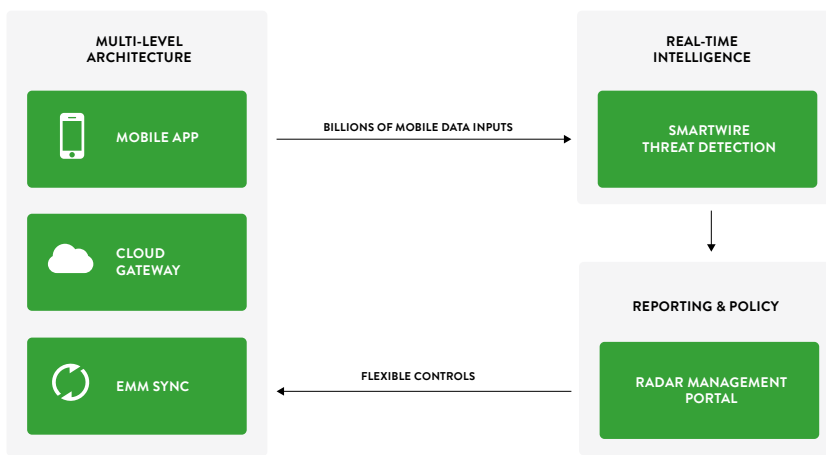 MULTI-LEVEL
ARCHITECTURE
MOBILE APP
CLOUD
GATEWAY
EMM SYNC
BILLIONS OF MOBILE DATA INPUTS
REAL-TIME
INTELLIGENCE
SMARTWIRE
THREAT DETECTION
REPORTING & POLICY
RADAR MANAGEMENT
PORTAL
FLEXIBLE CONTROLS